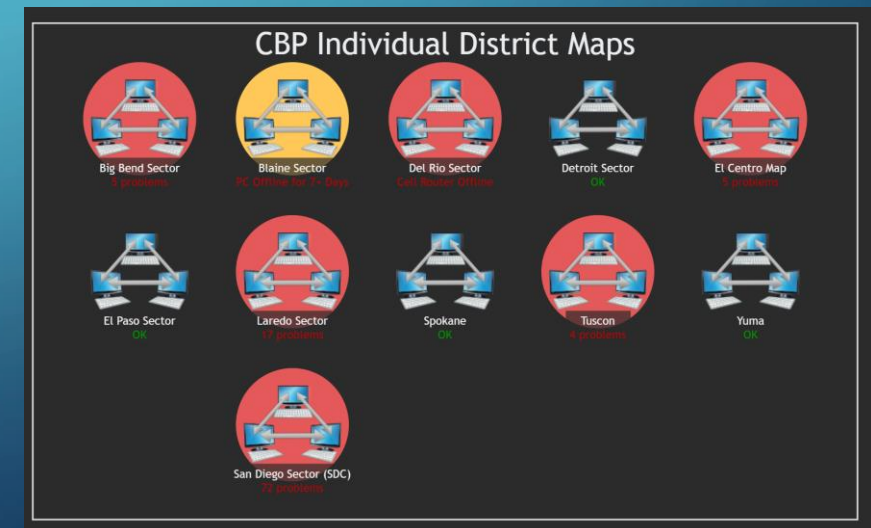 CBP Individual District Maps
Big Bend Sector
5 problems
Blaine Sector
PC Offline for 7+ Days
Del Rio Sector
Cell Router Offline
Detroit Sector
OK
El Centro Map
5 problems
El Paso Sector
OK
Laredo Sector
17 problems
Spokane
OK
Tuscon
4 problems
Yuma
OK
San Diego Sector (SDC)
72 problems